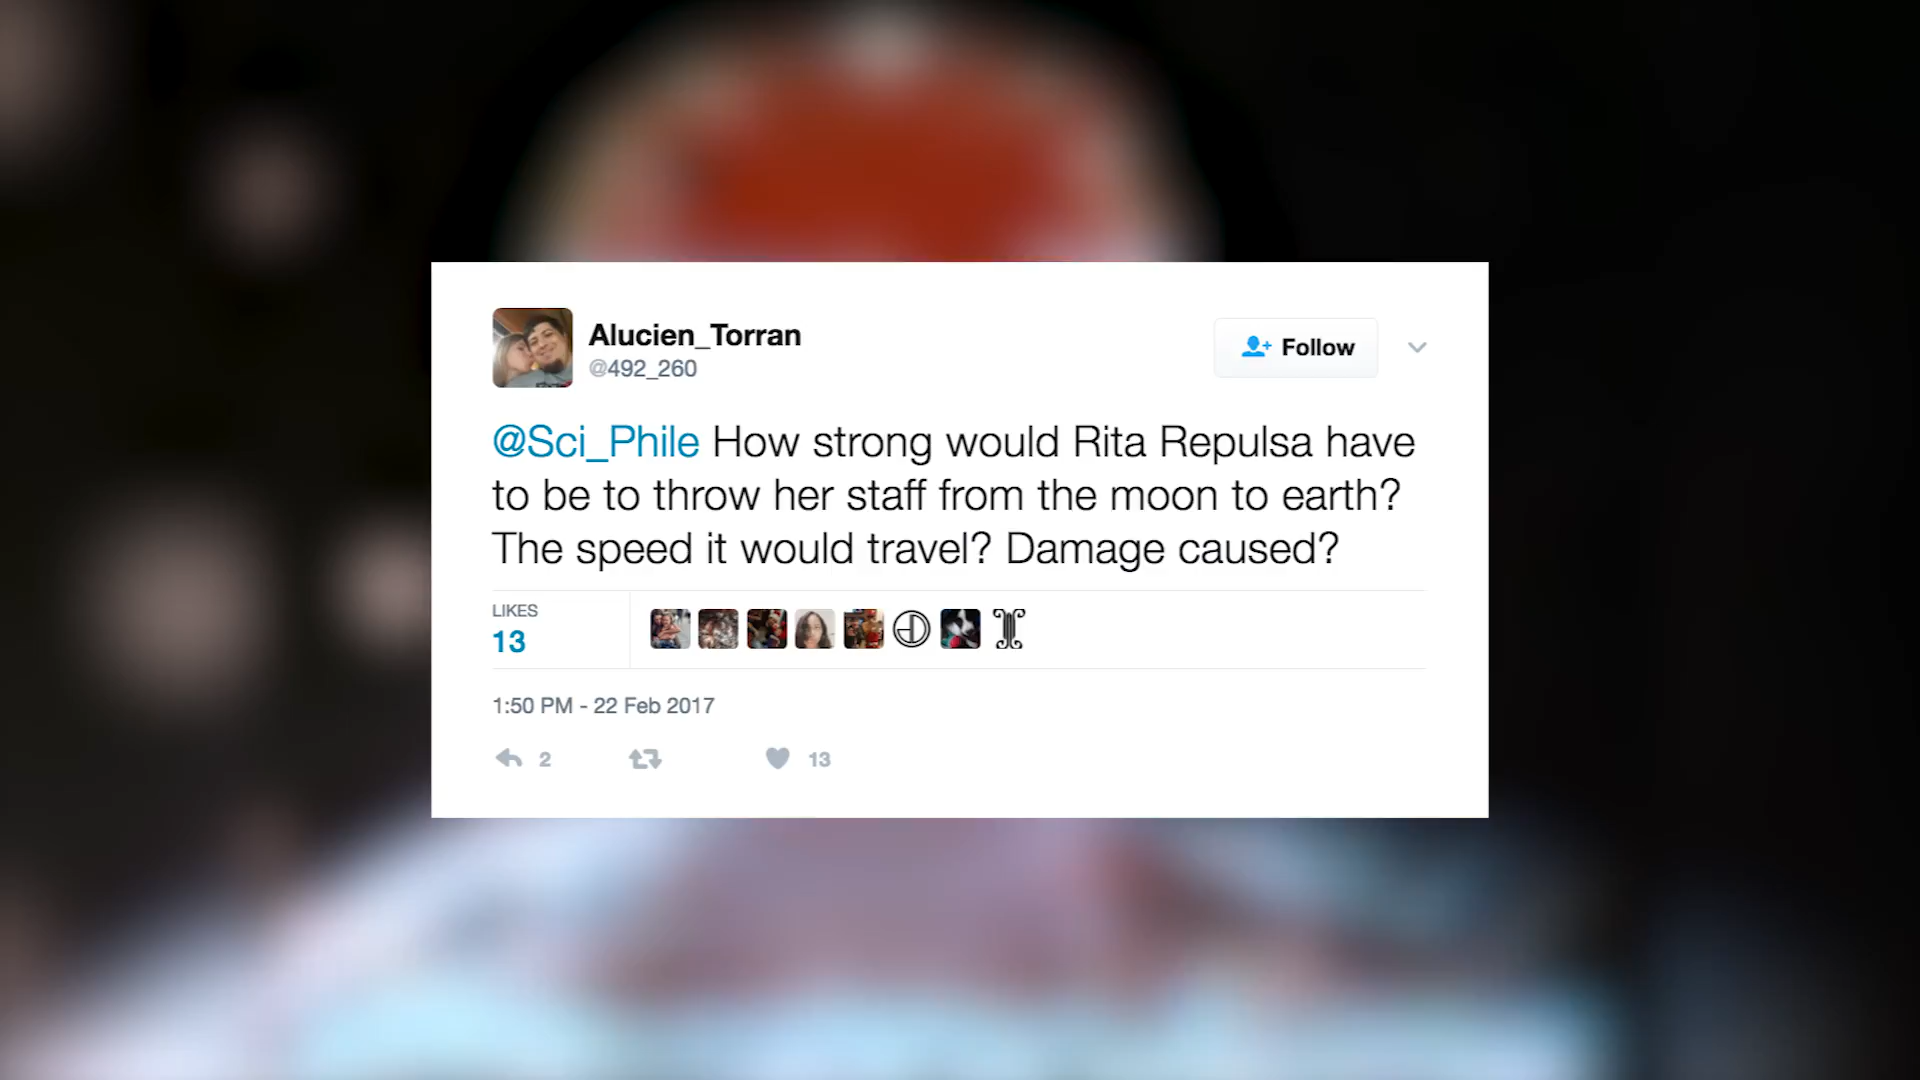 Alucien_Torran
@492_260
Follow
@Sci_Phile How strong would Rita Repulsa have
to be to throw her staff from the moon to earth?
The speed it would travel? Damage caused?
LIKES
13
1:50 PM - 22 Feb 2017
2
13